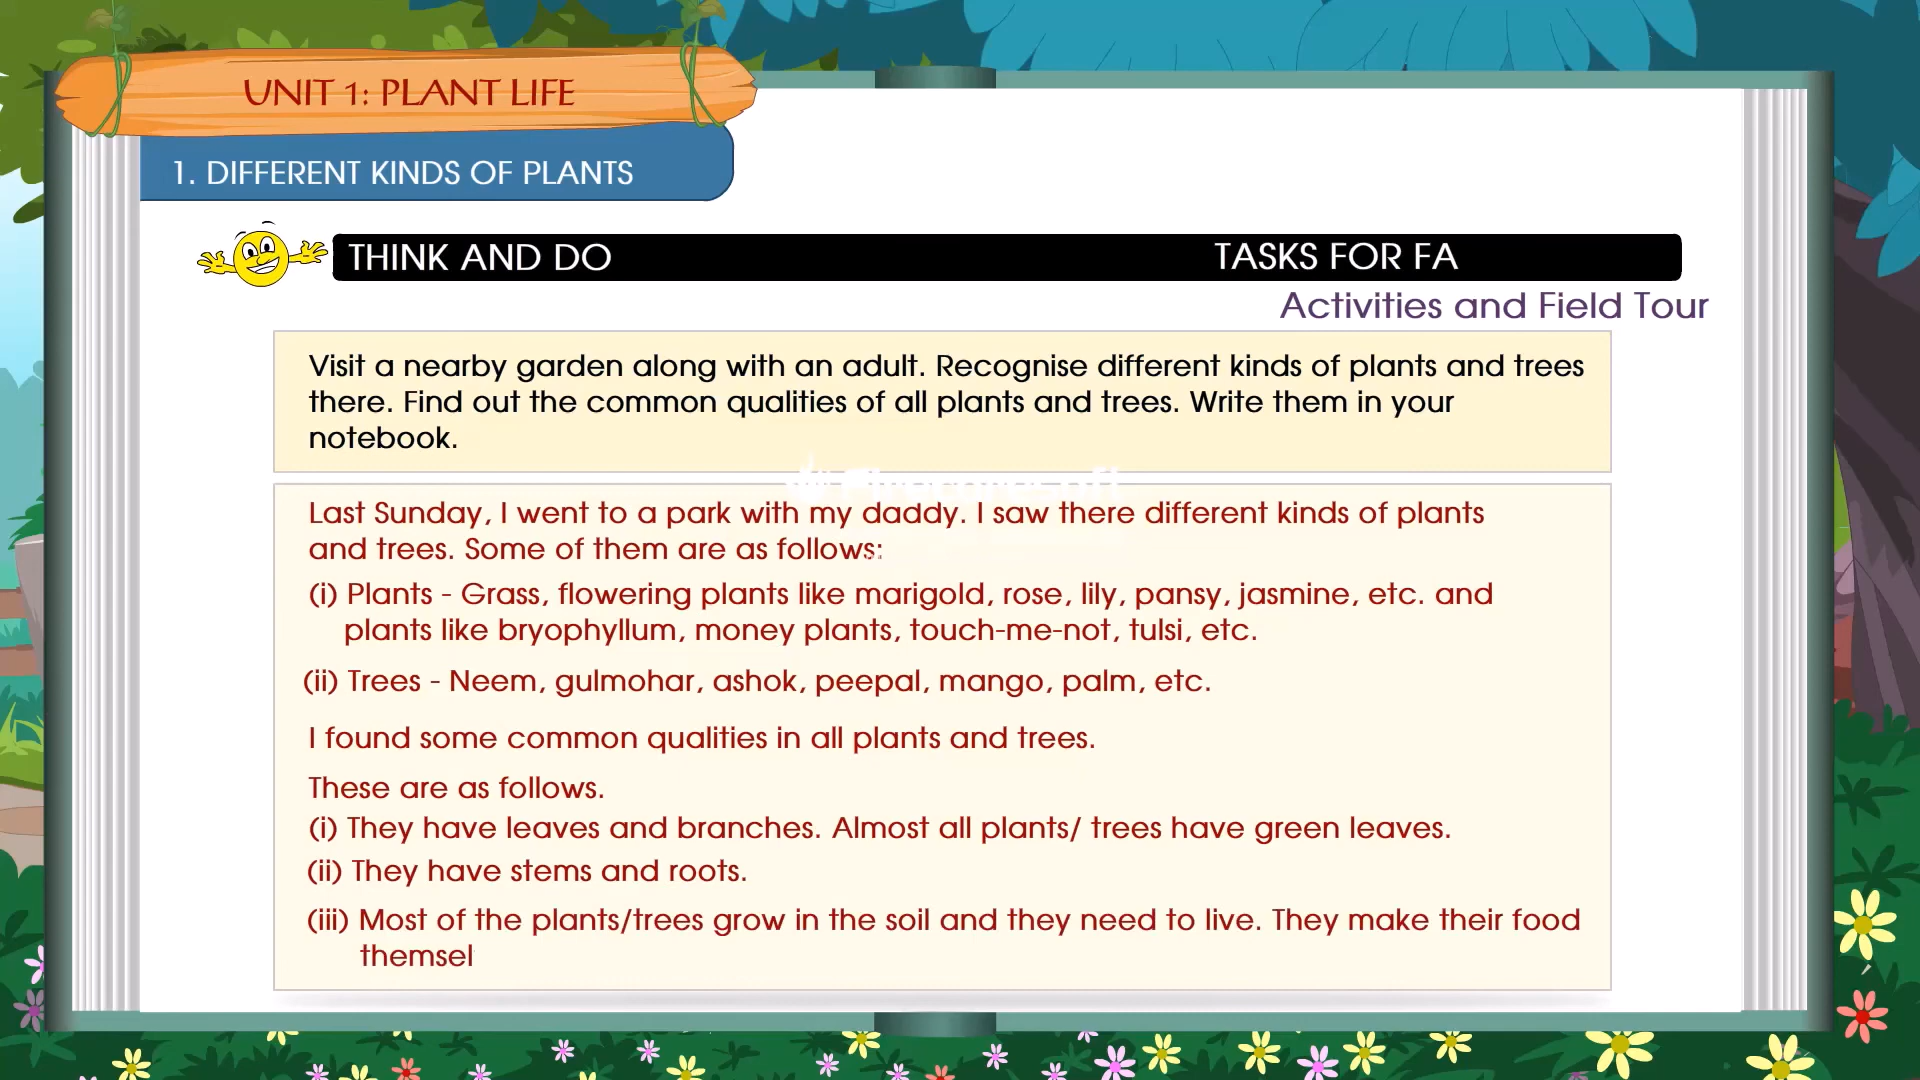 UNIT 1: PLANT LIFE
1. DIFFERENT KINDS OF PLANTS
THINK AND DO TASKS FOR FA
Activities and Field Tour
Visit a nearby garden along with an adult. Recognise different kinds of plants and trees
there. Find out the common qualities of all plants and trees. Write them in your
notebook.
Last Sunday, I went to a park with my daddy. I saw there different kinds of plants
and trees. Some of them are as follows:
(i) Plants - Grass, flowering plants like marigold, rose, lily, pansy, jasmine, etc. and
plants like bryophyllum, money plants, touch-me-not, tulsi, etc.
(ii) Trees - Neem, gulmohar, ashok, peepal, mango, palm, etc.
I found some common qualities in all plants and trees.
These are as follows.
(i) They have leaves and branches. Almost all plants/ trees have green leaves.
(ii) They have stems and roots.
(iii) Most of the plants/trees grow in the soil and they need to live. They make their food
themsel